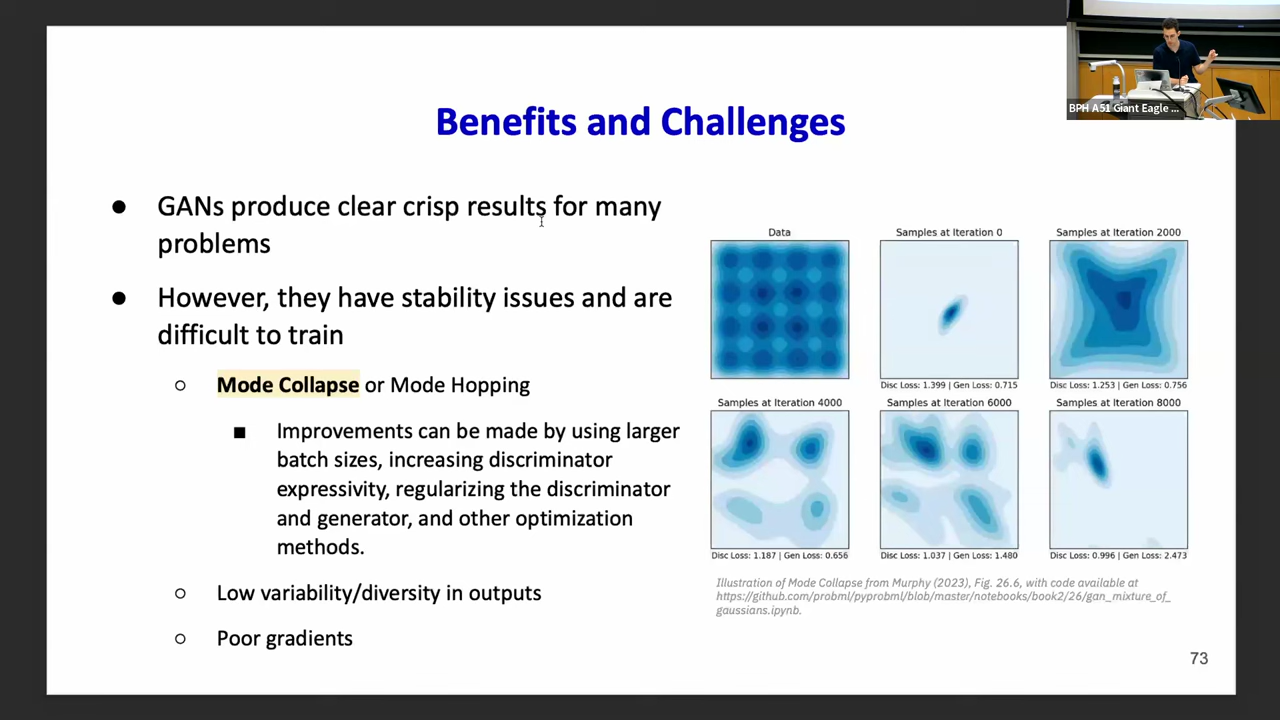 BPH A51 Giant Eagle ...
Benefits and Challenges
● GANs produce clear crisp results for many
problems
● However, they have stability issues and are
difficult to train
○ Mode Collapse or Mode Hopping
■ Improvements can be made by using larger
batch sizes, increasing discriminator
expressivity, regularizing the discriminator
and generator, and other optimization
methods.
○ Low variability/diversity in outputs
○ Poor gradients
Data
Samples at Iteration 0
Disc Loss: 1.399 | Gen Loss: 0.715
Samples at Iteration 2000
Disc Loss: 1.253 | Gen Loss: 0.756
Samples at Iteration 4000
Disc Loss: 1.187 | Gen Loss: 0.656
Samples at Iteration 6000
Disc Loss: 1.037 | Gen Loss: 1.480
Samples at Iteration 8000
Disc Loss: 0.996 | Gen Loss: 2.473
Illustration of Mode Collapse from Murphy (2023), Fig. 26.6, with code available at
https://github.com/probml/pyprobml/blob/master/notebooks/book2/26/gan_mixture_of_
gaussians.ipynb.
73